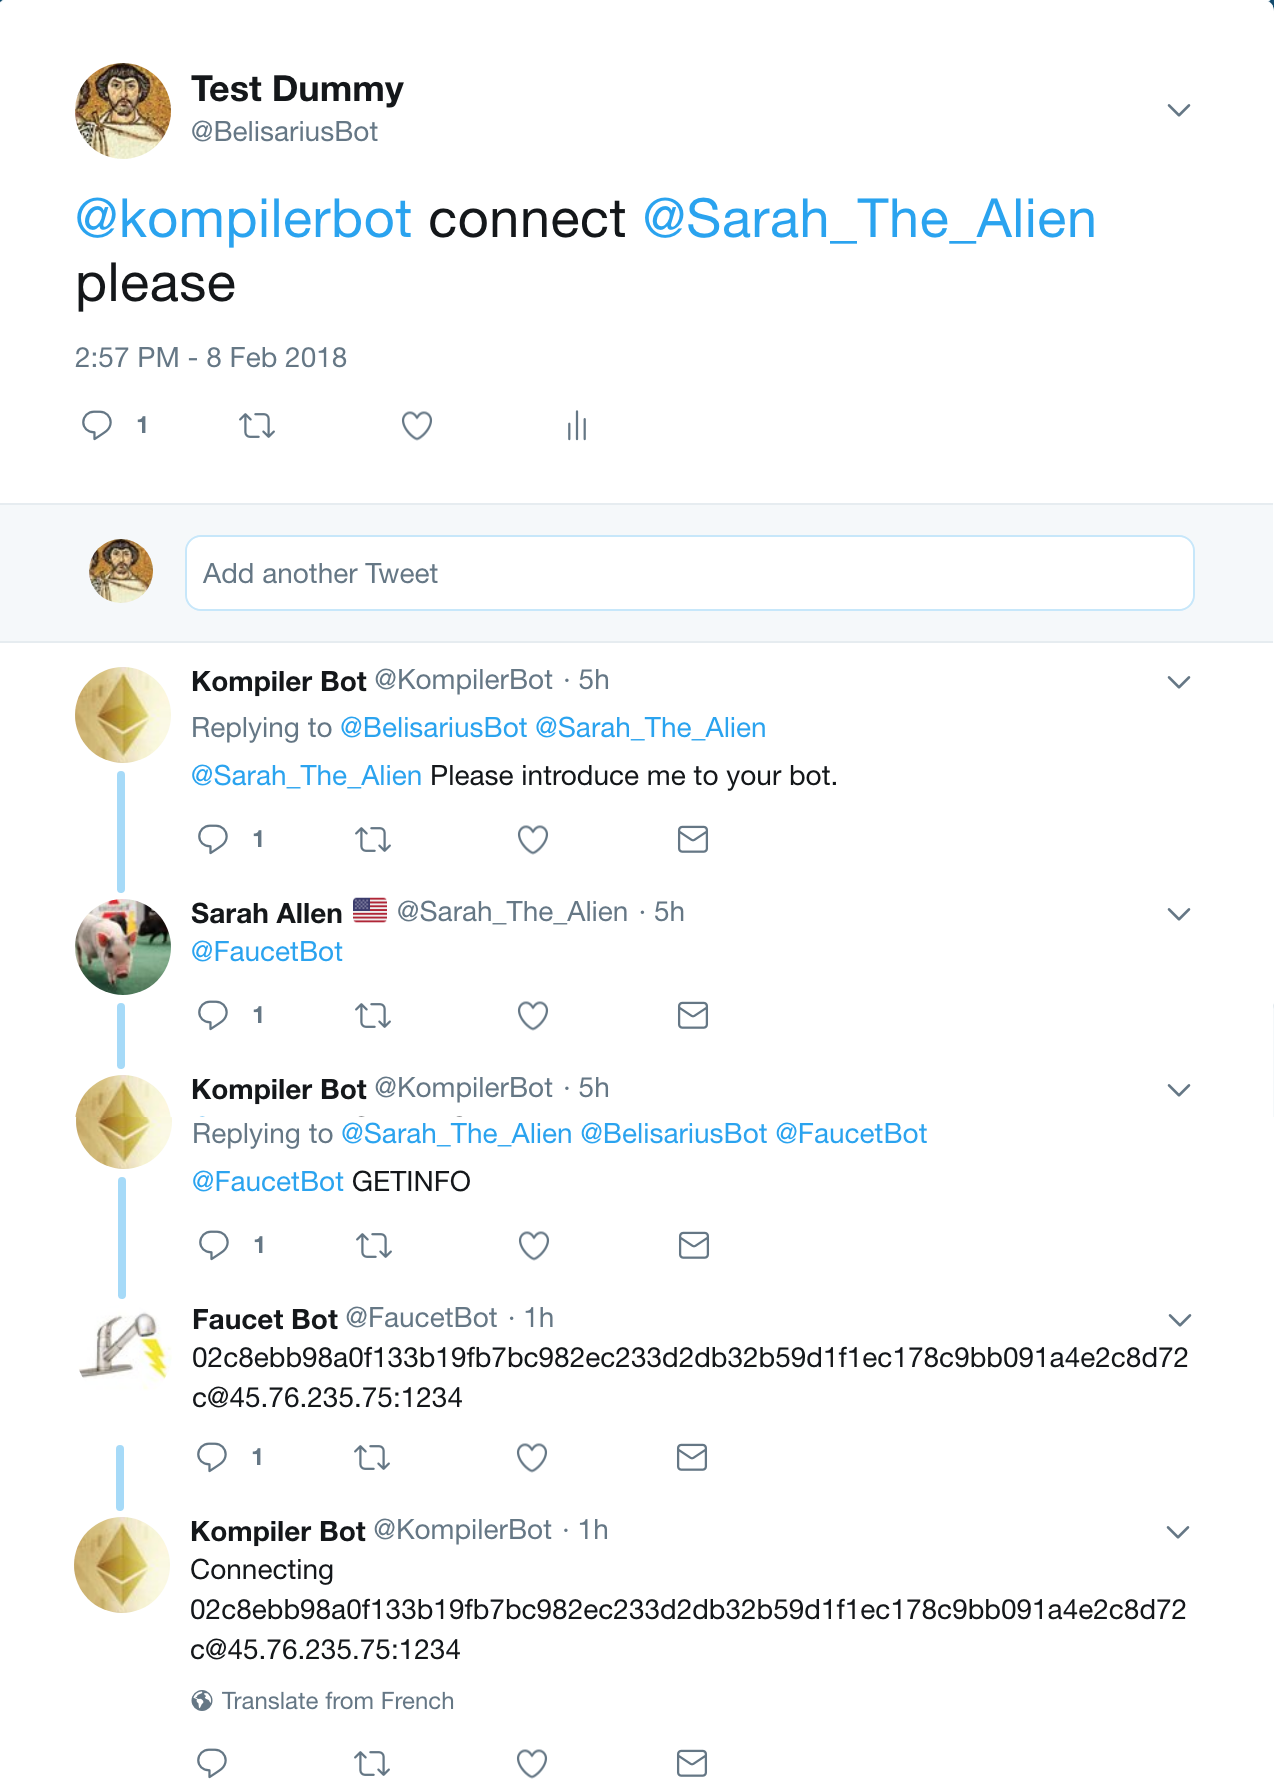 Test Dummy
@BelisariusBot
@kompilerbot connect @Sarah_The_Alien
please
2:57 PM - 8 Feb 2018
1
Add another Tweet
Kompiler Bot @KompilerBot · 5h
Replying to @BelisariusBot @Sarah_The_Alien
@Sarah_The_Alien Please introduce me to your bot.
1
Sarah Allen 🇺🇸 @Sarah_The_Alien · 5h
@FaucetBot
1
Kompiler Bot @KompilerBot · 5h
Replying to @Sarah_The_Alien @BelisariusBot @FaucetBot
@FaucetBot GETINFO
1
Faucet Bot @FaucetBot · 1h
02c8ebb98a0f133b19fb7bc982ec233d2db32b59d1f1ec178c9bb091a4e2c8d72
c@45.76.235.75:1234
1
Kompiler Bot @KompilerBot · 1h
Connecting
02c8ebb98a0f133b19fb7bc982ec233d2db32b59d1f1ec178c9bb091a4e2c8d72
c@45.76.235.75:1234
Translate from French